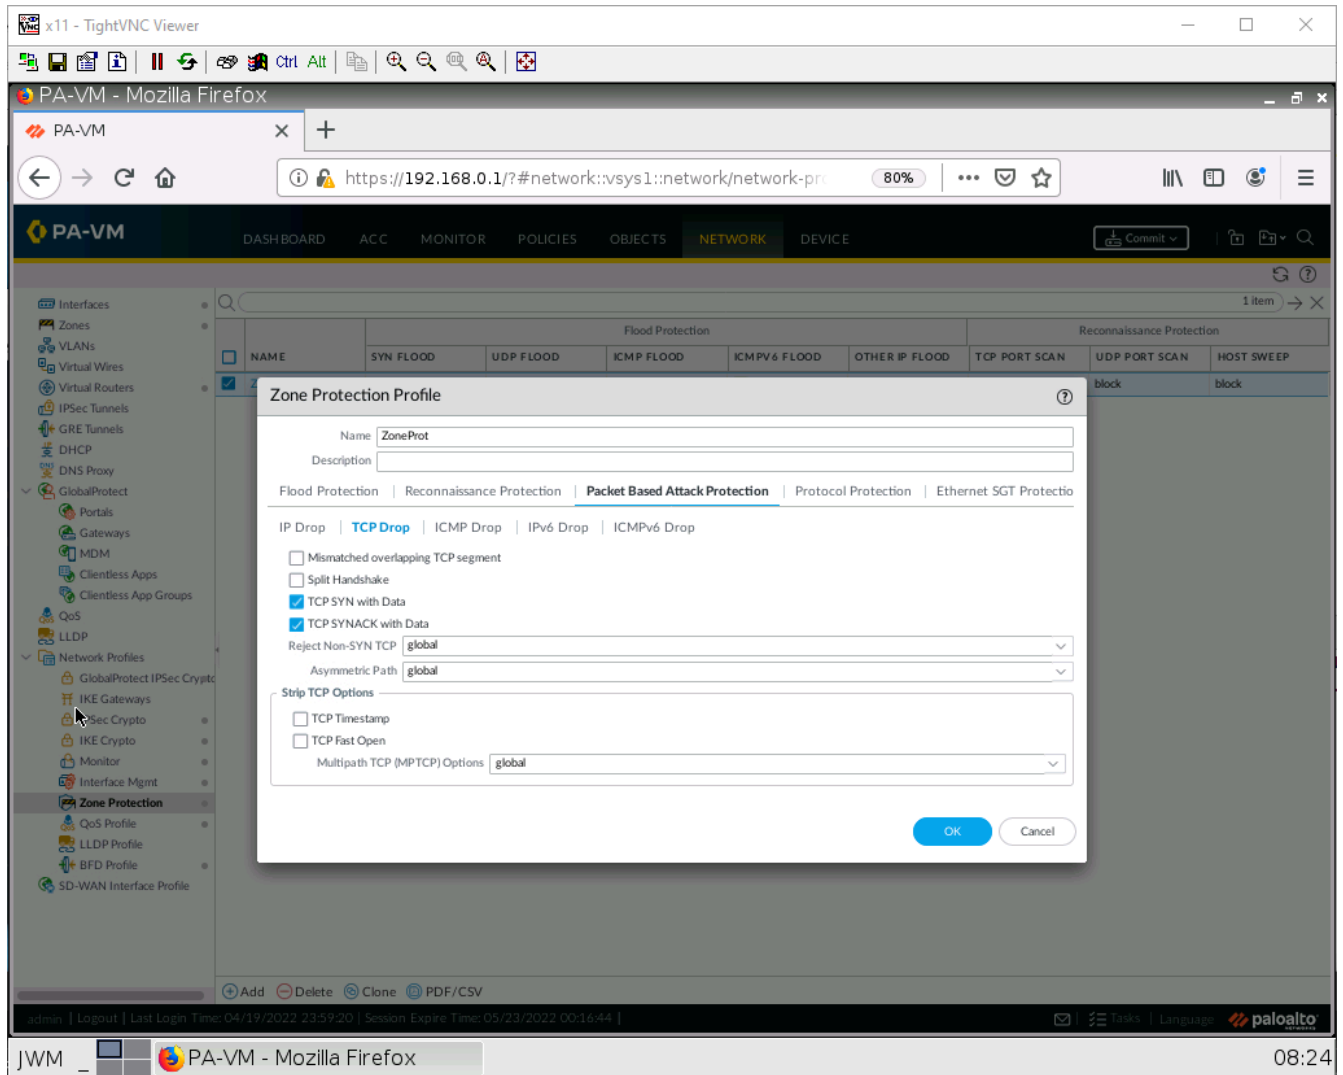 x11 - TightVNC Viewer
Ctrl Alt
PA-VM - Mozilla Firefox
PA-VM
https://192.168.0.1/?#network::vsys1::network/network-pro
80%
PA-VM
DASHBOARD ACC MONITOR POLICIES OBJECTS NETWORK DEVICE
Commit
1 item
Interfaces
Zones
VLANs
Virtual Wires
Virtual Routers
IPSec Tunnels
GRE Tunnels
DHCP
DNS Proxy
GlobalProtect
Portals
Gateways
MDM
Clientless Apps
Clientless App Groups
QoS
LLDP
Network Profiles
GlobalProtect IPSec Crypto
IKE Gateways
IPSec Crypto
IKE Crypto
Monitor
Interface Mgmt
Zone Protection
QoS Profile
LLDP Profile
BFD Profile
SD-WAN Interface Profile
Flood Protection Reconnaissance Protection
NAME SYN FLOOD UDP FLOOD ICMP FLOOD ICMPV6 FLOOD OTHER IP FLOOD TCP PORT SCAN UDP PORT SCAN HOST SWEEP
block block
Zone Protection Profile
Name ZoneProt
Description
Flood Protection Reconnaissance Protection Packet Based Attack Protection Protocol Protection Ethernet SGT Protectio
IP Drop TCP Drop ICMP Drop IPv6 Drop ICMPv6 Drop
Mismatched overlapping TCP segment
Split Handshake
TCP SYN with Data
TCP SYNACK with Data
Reject Non-SYN TCP global
Asymmetric Path global
Strip TCP Options
TCP Timestamp
TCP Fast Open
Multipath TCP (MPTCP) Options global
OK Cancel
Add Delete Clone PDF/CSV
admin | Logout | Last Login Time: 04/19/2022 23:59:20 | Session Expire Time: 05/23/2022 00:16:44 |
Tasks | Language paloalto NETWORKS
JWM _ PA-VM - Mozilla Firefox 08:24